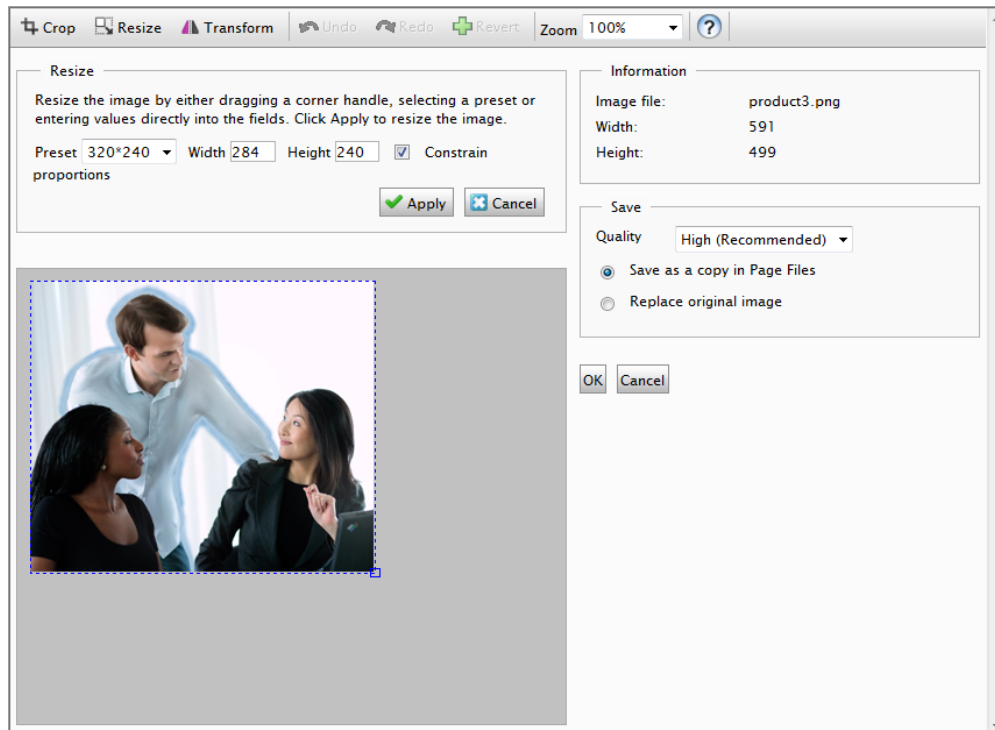 Crop Resize Transform Undo Redo Revert Zoom 100% ?
Resize
Resize the image by either dragging a corner handle, selecting a preset or
entering values directly into the fields. Click Apply to resize the image.
Preset 320*240 Width 284 Height 240 Constrain
proportions
Apply Cancel
Information
Image file: product3.png
Width: 591
Height: 499
Save
Quality High (Recommended)
Save as a copy in Page Files
Replace original image
OK Cancel